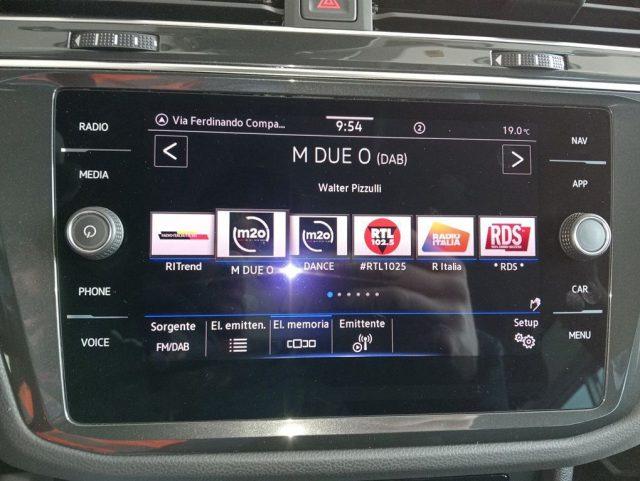 RADIO
MEDIA
PHONE
VOICE
NAV
APP
CAR
MENU
Via Ferdinando Compa...
9:54
2
19.0°C
M DUE O (DAB)
Walter Pizzulli
m2o
m2o
RTL
102.5
RADIO
ITALIA
RDS
RITrend
M DUE O
DANCE
#RTL1025
R Italia
* RDS *
Sorgente
FM/DAB
El. emitten.
El. memoria
Emittente
Setup